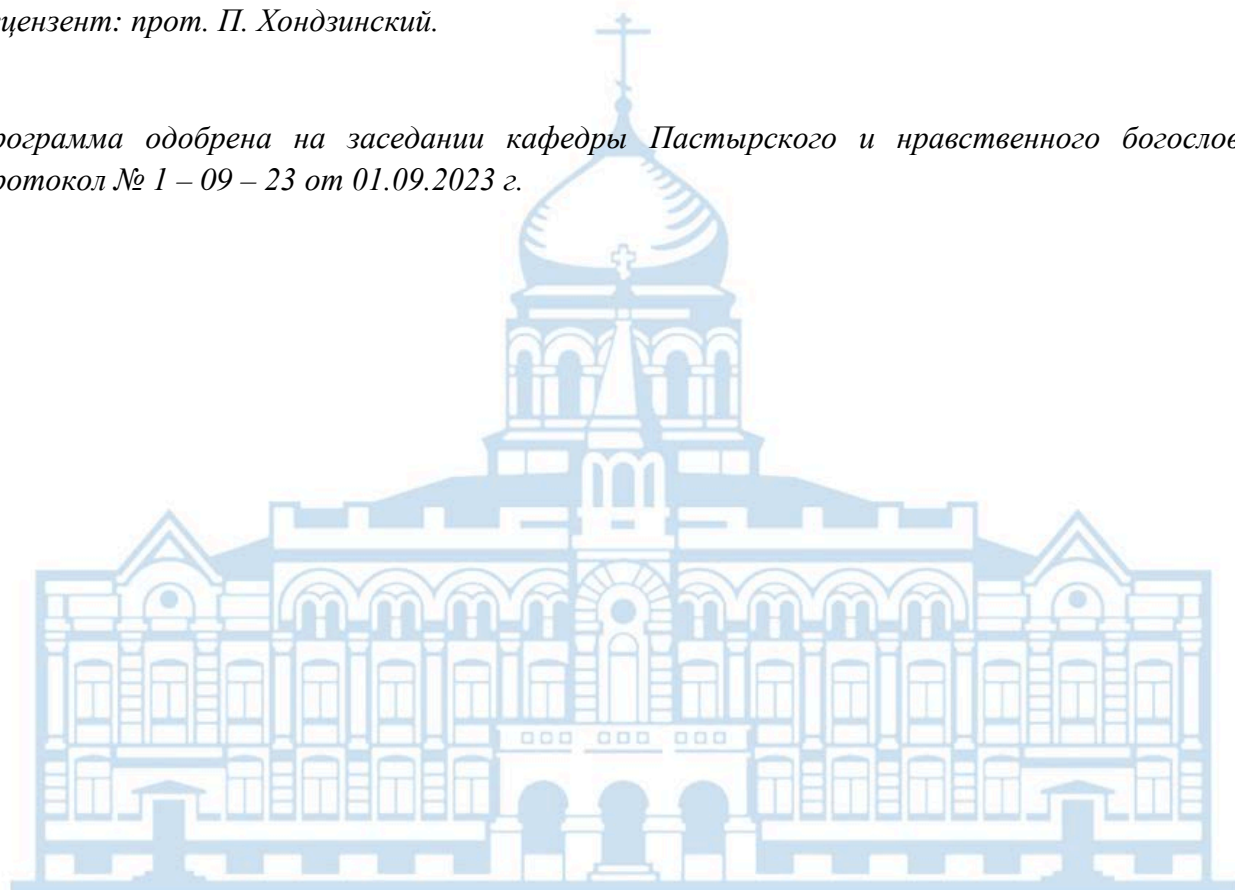 цензент: прот. П. Хондзинский.
рограмма одобрена на заседании кафедры Пастырского и нравственного богослов
ротокол № 1 – 09 – 23 от 01.09.2023 г.